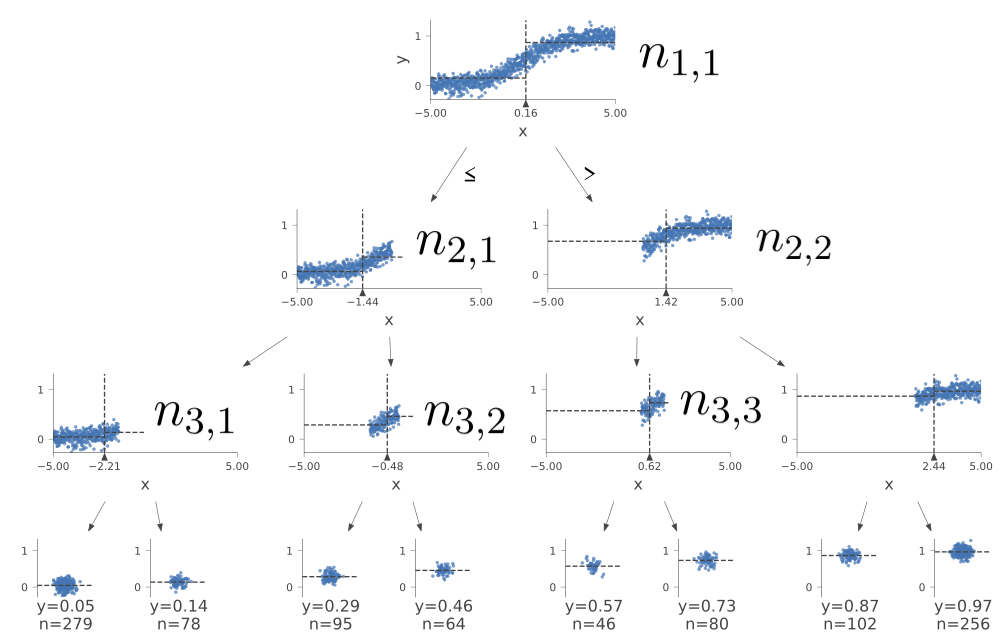 1
y
0
−5.00 0.16 5.00
x
n1,1
≤ >
1
0
−5.00 −1.44 5.00
x
n2,1
1
0
−5.00 1.42 5.00
x
n2,2
1
0
−5.00 −2.21 5.00
x
n3,1
1
0
−5.00 −0.48 5.00
x
n3,2
1
0
−5.00 0.62 5.00
x
n3,3
1
0
−5.00 2.44 5.00
x
1
0
y=0.05
n=279
1
0
y=0.14
n=78
1
0
y=0.29
n=95
1
0
y=0.46
n=64
1
0
y=0.57
n=46
1
0
y=0.73
n=80
1
0
y=0.87
n=102
1
0
y=0.97
n=256